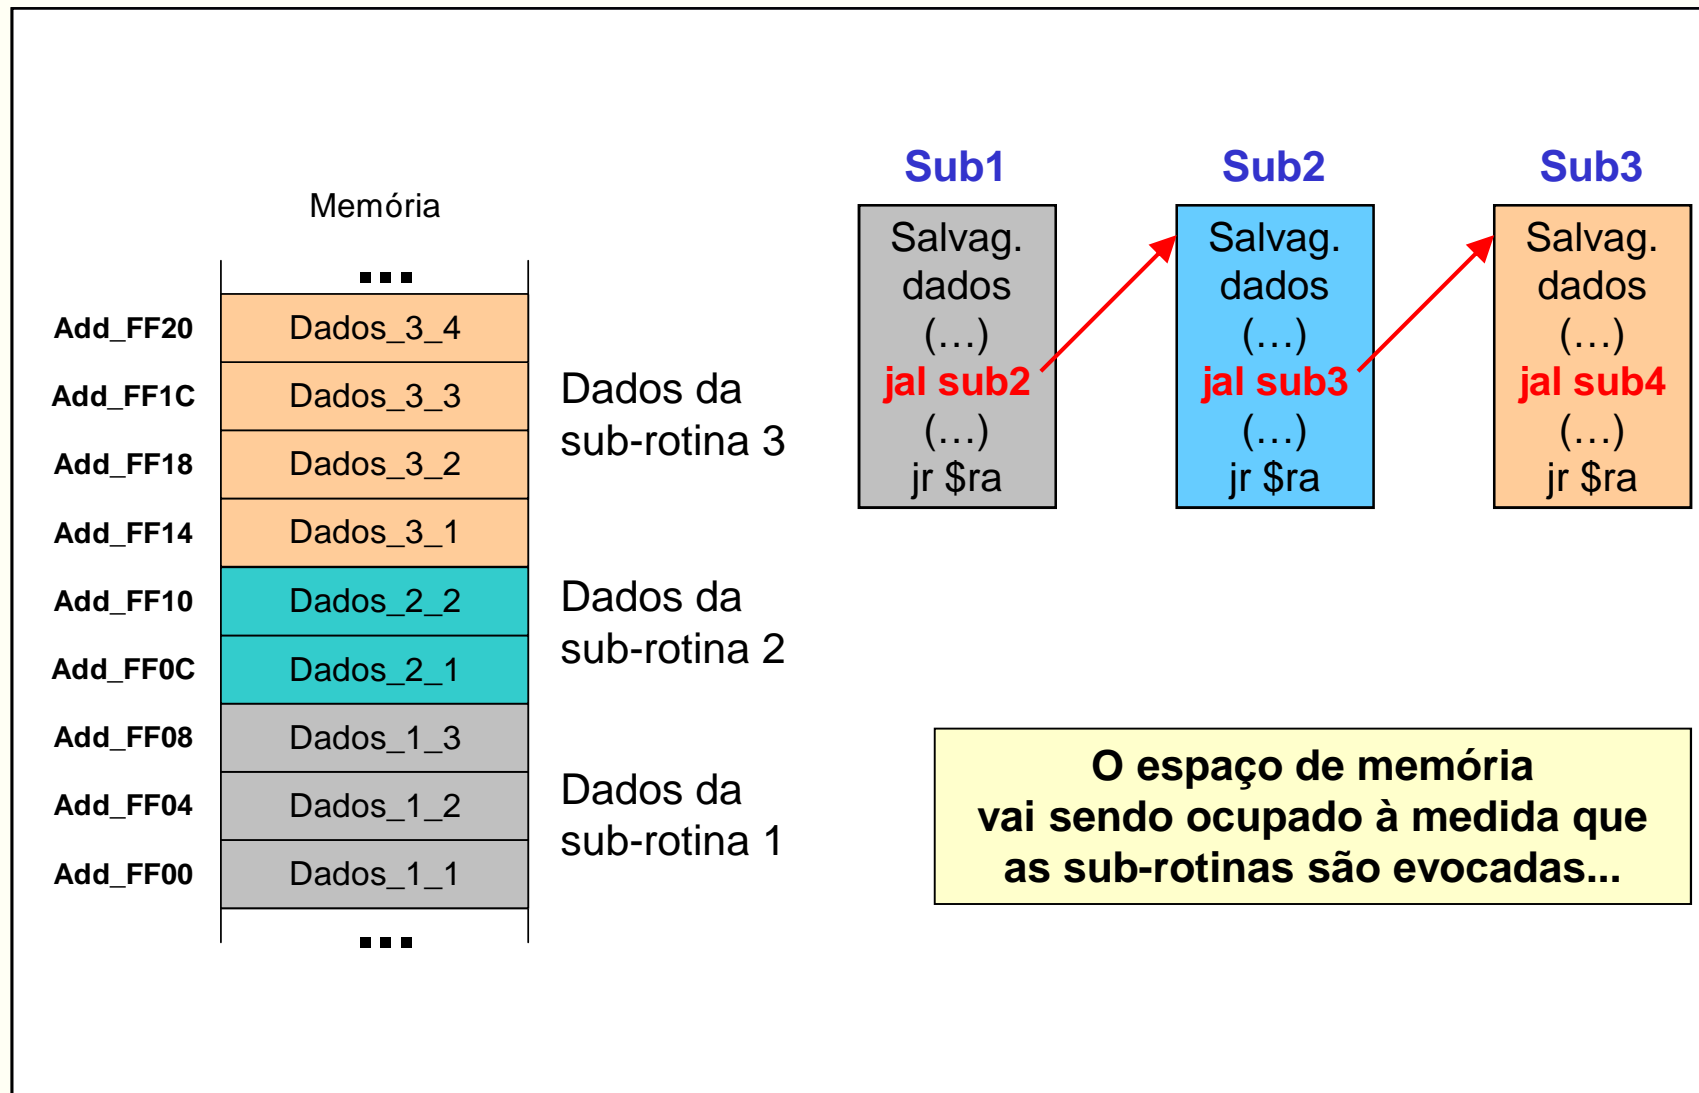 Memória
...
Add_FF20 Dados_3_4
Add_FF1C Dados_3_3
Add_FF18 Dados_3_2
Add_FF14 Dados_3_1
Add_FF10 Dados_2_2
Add_FF0C Dados_2_1
Add_FF08 Dados_1_3
Add_FF04 Dados_1_2
Add_FF00 Dados_1_1
...
Dados da
sub-rotina 3
Dados da
sub-rotina 2
Dados da
sub-rotina 1
Sub1
Salvag.
dados
(...)
jal sub2
(...)
jr $ra
Sub2
Salvag.
dados
(...)
jal sub3
(...)
jr $ra
Sub3
Salvag.
dados
(...)
jal sub4
(...)
jr $ra
O espaço de memória
vai sendo ocupado à medida que
as sub-rotinas são evocadas...